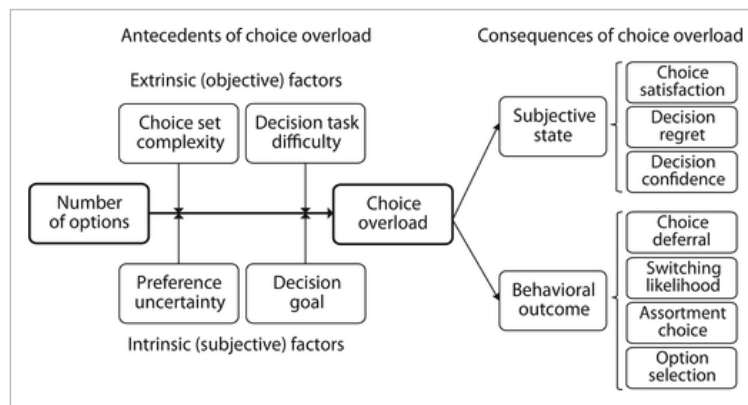 Antecedents of choice overload
Consequences of choice overload
Extrinsic (objective) factors
Choice set
complexity
Decision task
difficulty
Number
of options
Choice
overload
Preference
uncertainty
Decision
goal
Intrinsic (subjective) factors
Subjective
state
Choice
satisfaction
Decision
regret
Decision
confidence
Behavioral
outcome
Choice
deferral
Switching
likelihood
Assortment
choice
Option
selection